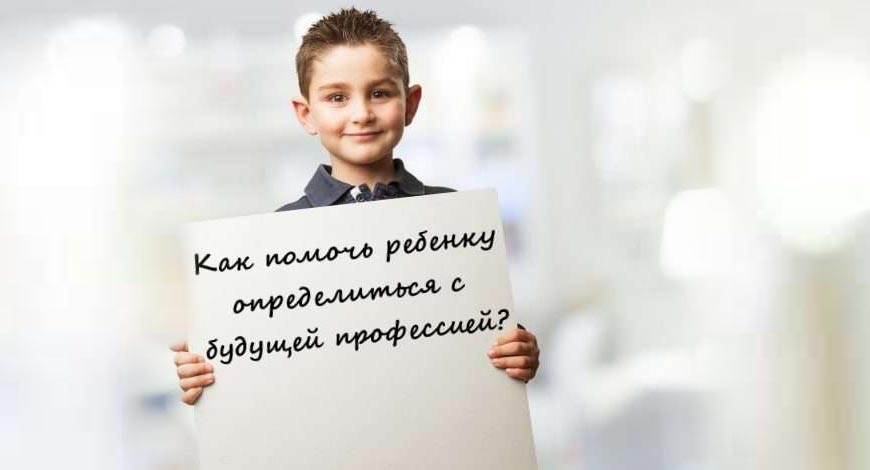 Как помочь ребенку
определиться с
будущей профессией?